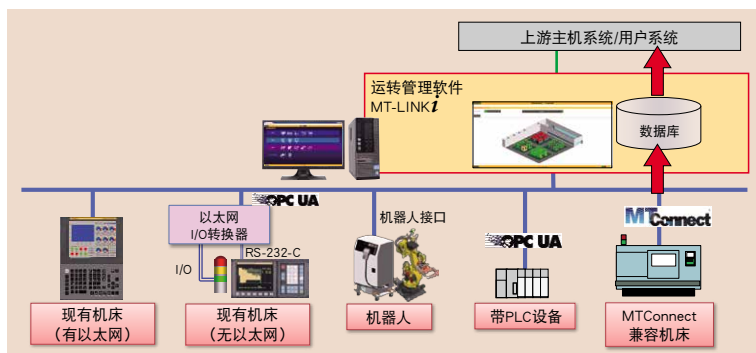 上游主机系统/用户系统
运转管理软件
MT-LINKi
数据库
OPC UA
MTConnect
以太网
I/O转换器
机器人接口
OPC UA
RS-232-C
I/O
现有机床
（有以太网）
现有机床
（无以太网）
机器人
带PLC设备
MTConnect
兼容机床